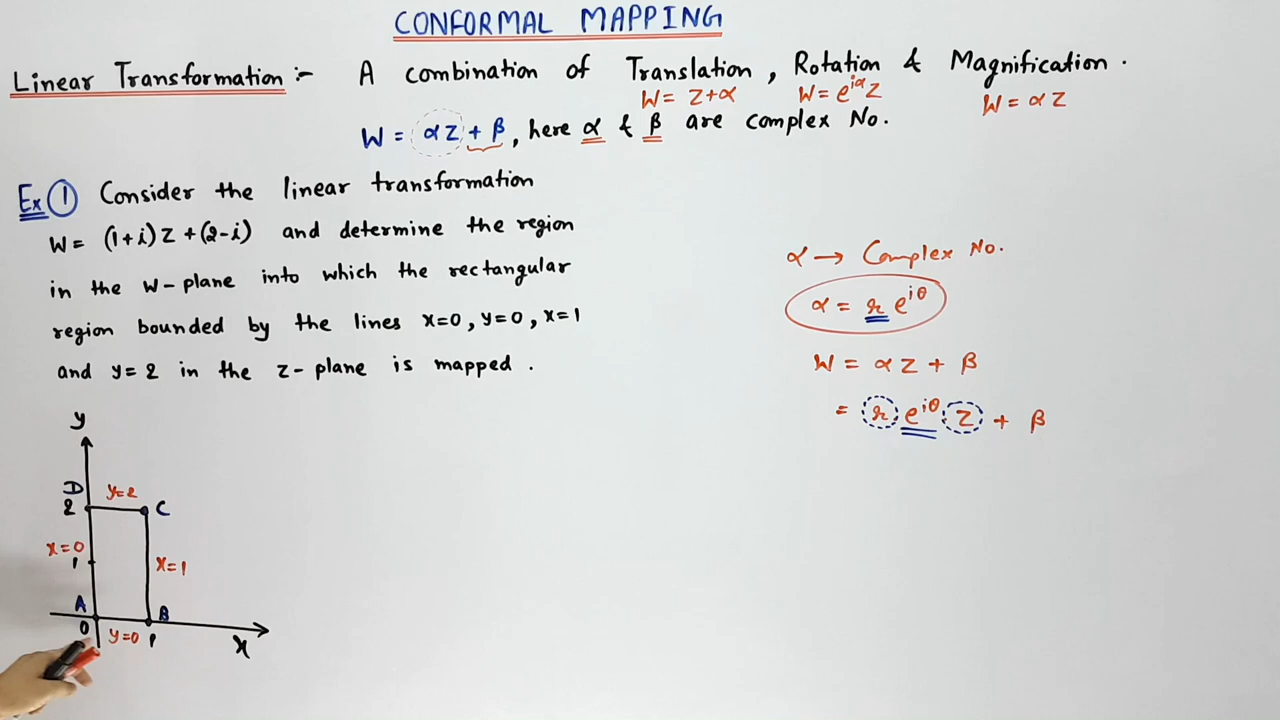 CONFORMAL MAPPING
Linear Transformation :- A combination of Translation, Rotation & Magnification.
W = Z+α W = e^{iα}Z W = αZ
W = αZ + β, here α & β are complex No.
Ex ① Consider the linear transformation
W = (1+i)Z + (2-i) and determine the region
in the W-plane into which the rectangular
region bounded by the lines x=0, y=0, x=1
and y=2 in the z-plane is mapped.
α → Complex No.
α = r e^{iθ}
W = αZ + β
= r e^{iθ} Z + β
y
D
2
y=2
C
x=0
1
x=1
A
B
0
y=0
1
X